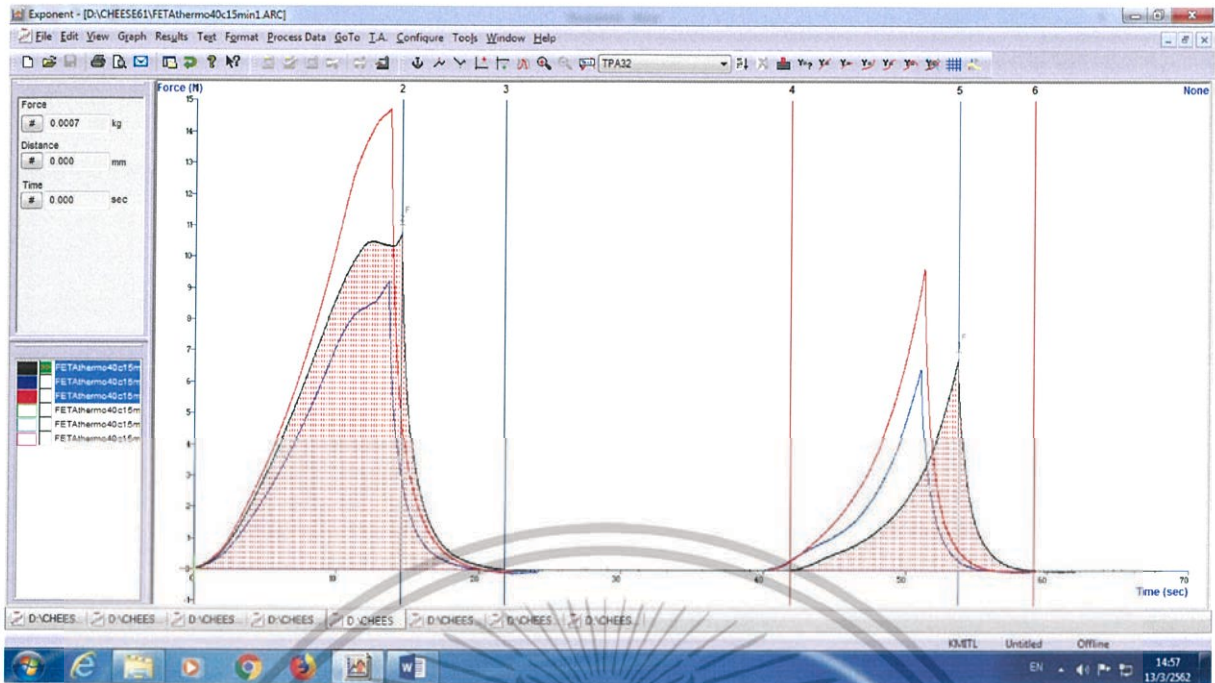 Exponent - [D:\CHEESE61\FETAthermo40c15min1.ARC]
File Edit View Graph Results Text Format Process Data GoTo T.A. Configure Tools Window Help
TPA32
Force
# 0.0007 kg
Distance
# 0.000 mm
Time
# 0.000 sec
FETAthermo40c15m
FETAthermo40c15m
FETAthermo40c15m
FETAthermo40c15m
FETAthermo40c15m
FETAthermo40c15m
Force (N)
2
3
4
5
6
None
15
14
13
12
11
10
9
8
7
6
5
4
3
2
1
0
-1
F
F
0
10
20
30
40
50
60
70
Time (sec)
D:\CHEES... D:\CHEES... D:\CHEES... D:\CHEES... D:\CHEES... D:\CHEES... D:\CHEES... D:\CHEES...
KMITL Untitled Offline
EN
14:57
13/3/2562